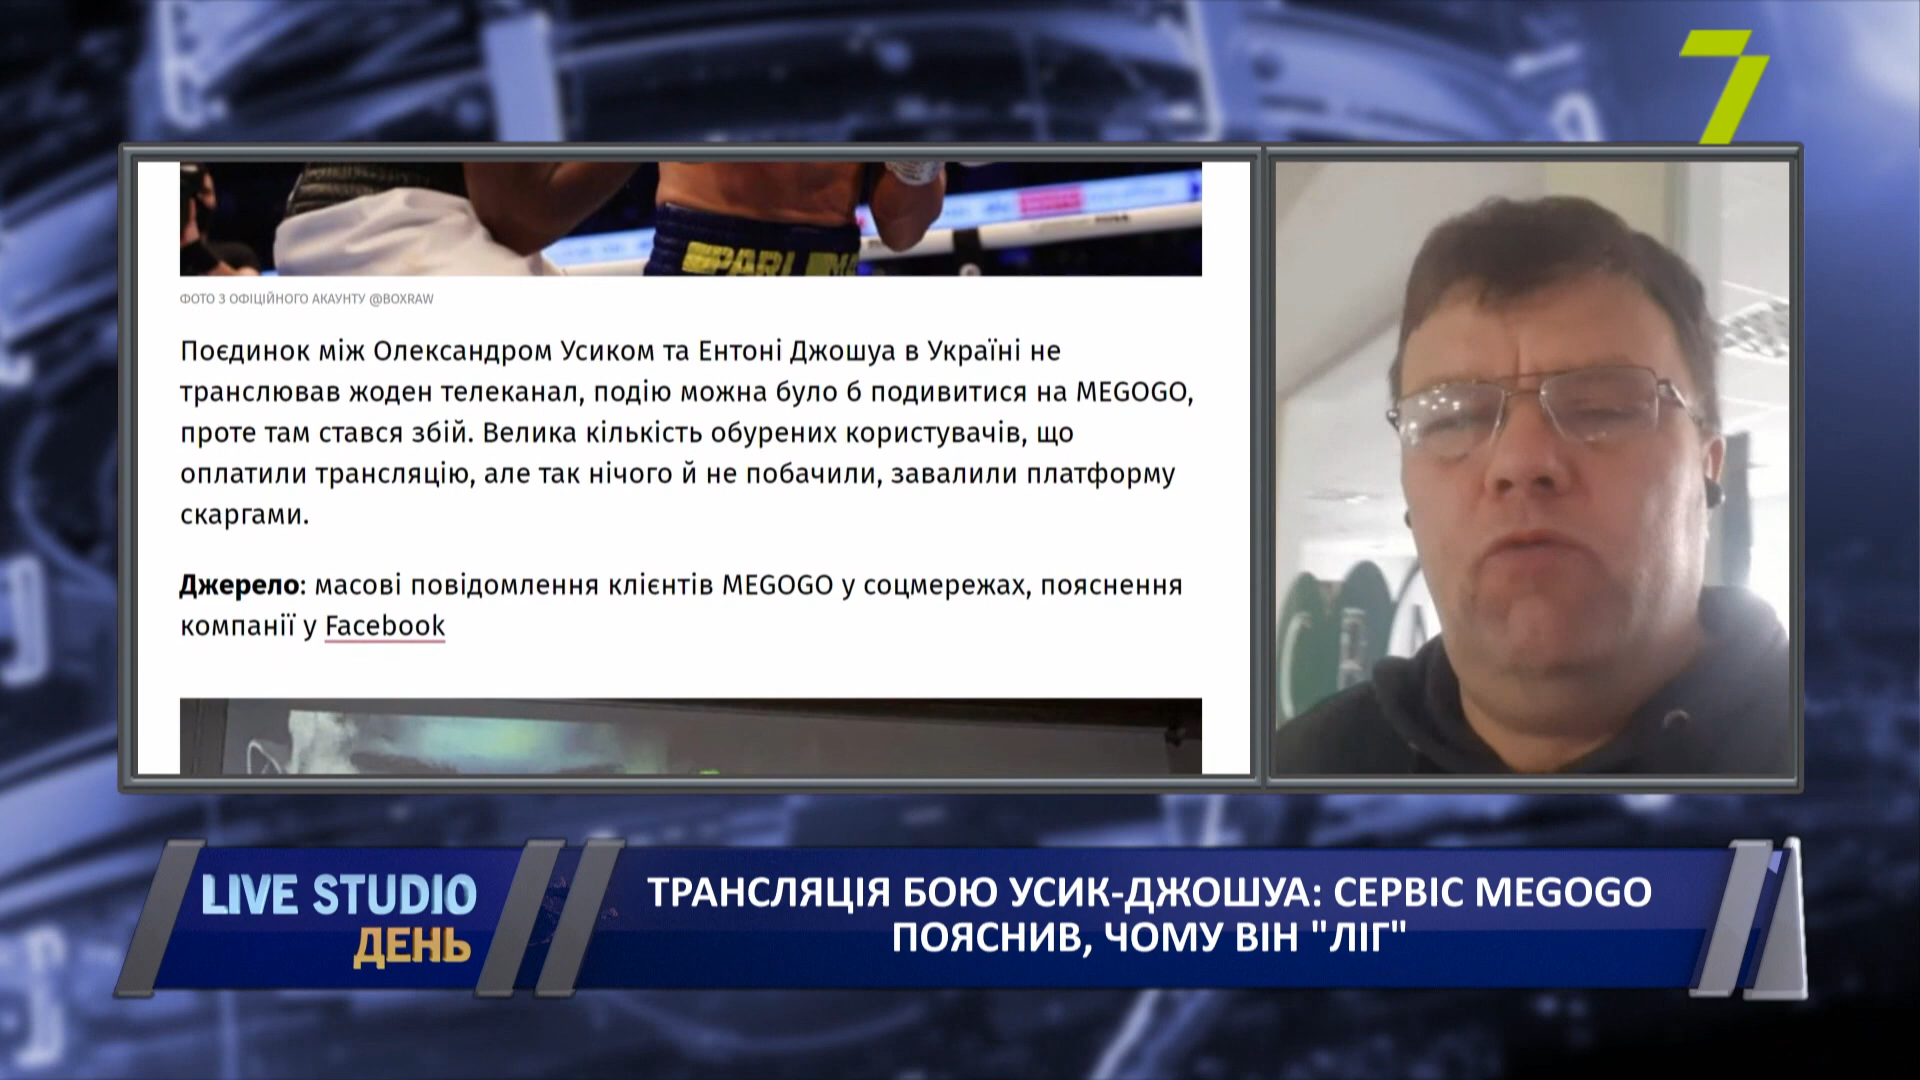 7
ФОТО З ОФІЦІЙНОГО АКАУНТУ @BOXRAW
Поєдинок між Олександром Усиком та Ентоні Джошуа в Україні не
транслював жоден телеканал, подію можна було б подивитися на MEGOGO,
проте там стався збій. Велика кількість обурених користувачів, що
оплатили трансляцію, але так нічого й не побачили, завалили платформу
скаргами.
Джерело: масові повідомлення клієнтів MEGOGO у соцмережах, пояснення
компанії у Facebook
LIVE STUDIO
ДЕНЬ
ТРАНСЛЯЦІЯ БОЮ УСИК-ДЖОШУА: СЕРВІС MEGOGO
ПОЯСНИВ, ЧОМУ ВІН "ЛІГ"